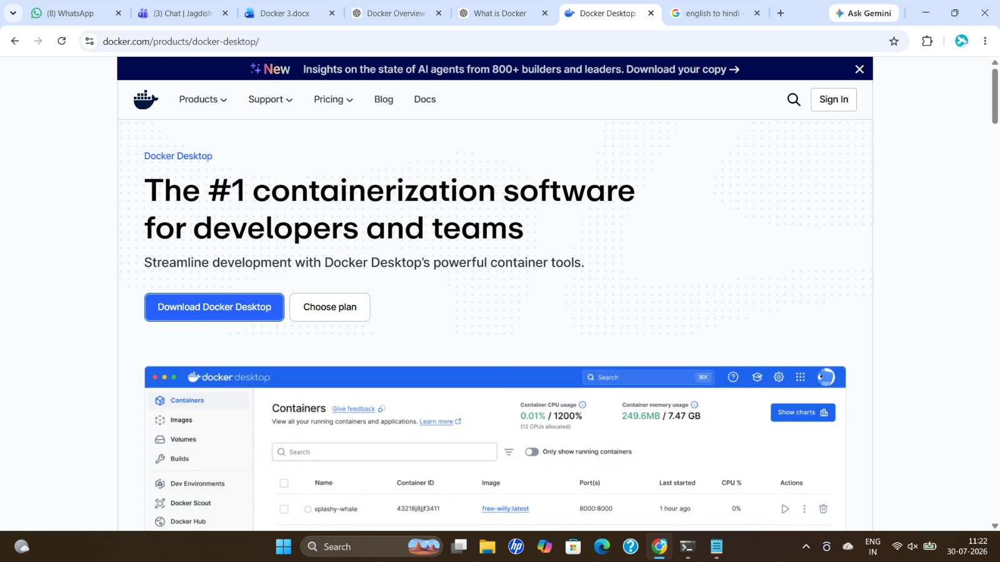 (8) WhatsApp
(3) Chat | Jagdish
Docker 3.docx
Docker Overview
What is Docker
Docker Desktop:
english to hindi -
Ask Gemini
docker.com/products/docker-desktop/
New Insights on the state of AI agents from 800+ builders and leaders. Download your copy →
Products Support Pricing Blog Docs Sign In
Docker Desktop
The #1 containerization software
for developers and teams
Streamline development with Docker Desktop's powerful container tools.
Download Docker Desktop Choose plan
docker desktop Search ⌘K
Containers
Images
Volumes
Builds
Dev Environments
Docker Scout
Docker Hub
Containers Give feedback
View all your running containers and applications. Learn more
Container CPU usage
0.01% / 1200%
(12 CPUs allocated)
Container memory usage
249.6MB / 7.47 GB
Show charts
Search Only show running containers
Name Container ID Image Port(s) Last started CPU % Actions
splashy-whale 43218j8jjf3411 free-willy:latest 8000:8000 1 hour ago 0%
Search
hp
ENG
IN
11:22
30-07-2026